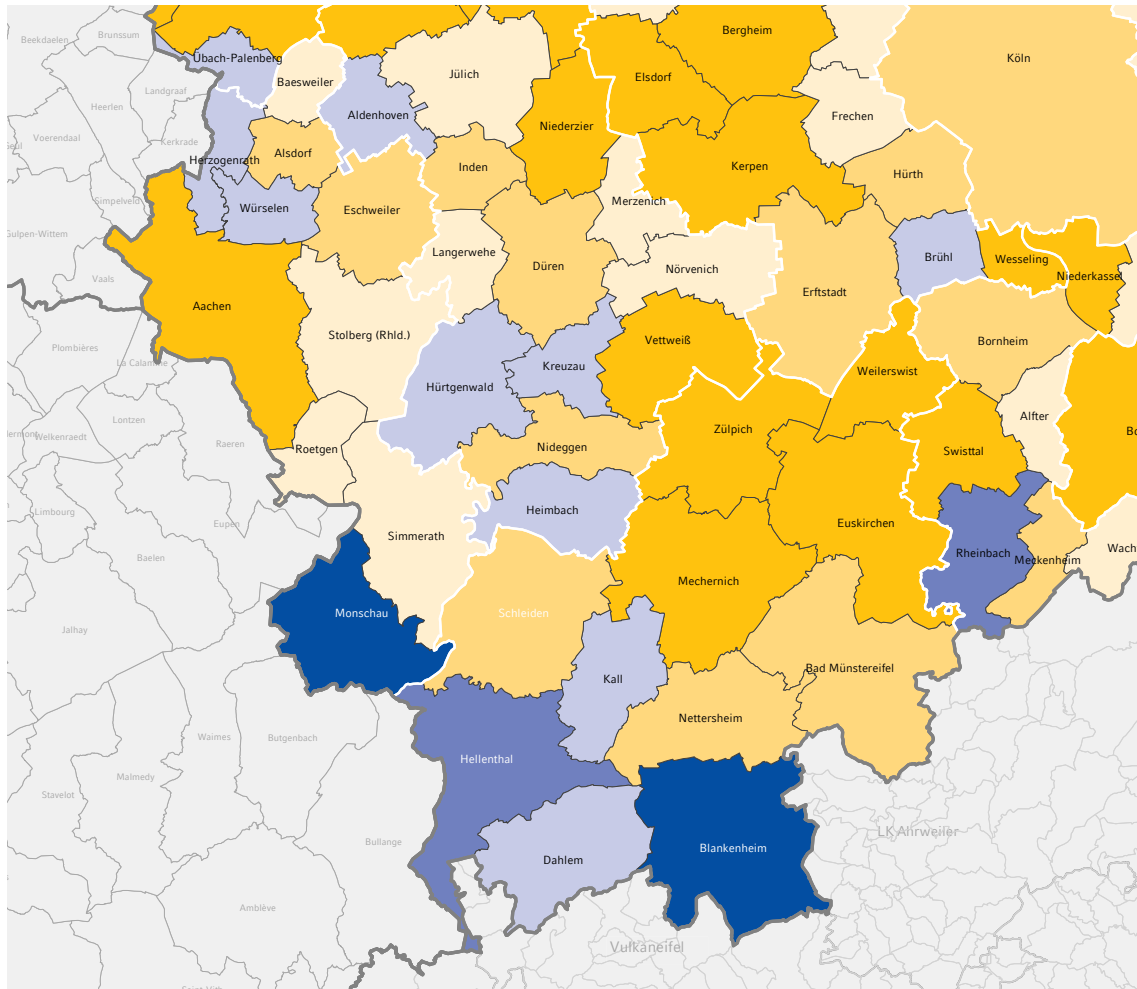 Beekdaelen
Brunssum
Übach-Palenberg
Bergheim
Köln
Baesweiler
Jülich
Elsdorf
Landgraaf
Heerlen
Aldenhoven
Frechen
Niederzier
Voerendaal
Kerkrade
Alsdorf
Herzogenrath
Inden
Kerpen
Hürth
Simpelveld
Würselen
Eschweiler
Merzenich
Gulpen-Wittem
Langerwehe
Düren
Nörvenich
Brühl
Wesseling
Niederkassel
Vaals
Erftstadt
Aachen
Stolberg (Rhld.)
Vettweiß
Bornheim
Plombières
La Calamine
Kreuzau
Hürtgenwald
Weilerswist
Alfter
Lontzen
Welkenraedt
Raeren
Roetgen
Nideggen
Zülpich
Swisttal
Limbourg
Eupen
Heimbach
Euskirchen
Simmerath
Baelen
Rheinbach
Meckenheim
Wach
Mechernich
Monschau
Schleiden
Jalhay
Kall
Bad Münstereifel
Nettersheim
Waimes
Butgenbach
Hellenthal
Malmedy
Stavelot
Bullange
LK Ahrweiler
Dahlem
Blankenheim
Amblève
Vulkaneifel